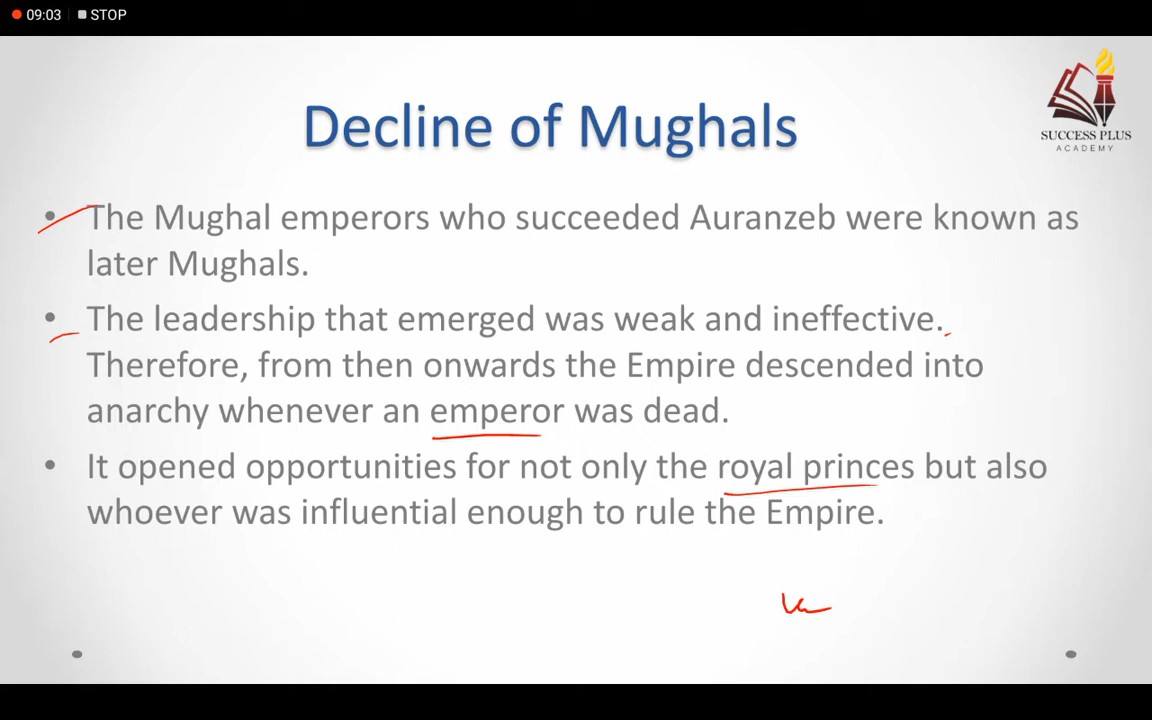 09:03 STOP
SUCCESS PLUS
ACADEMY
Decline of Mughals
• The Mughal emperors who succeeded Auranzeb were known as
later Mughals.
• The leadership that emerged was weak and ineffective.
Therefore, from then onwards the Empire descended into
anarchy whenever an emperor was dead.
• It opened opportunities for not only the royal princes but also
whoever was influential enough to rule the Empire.